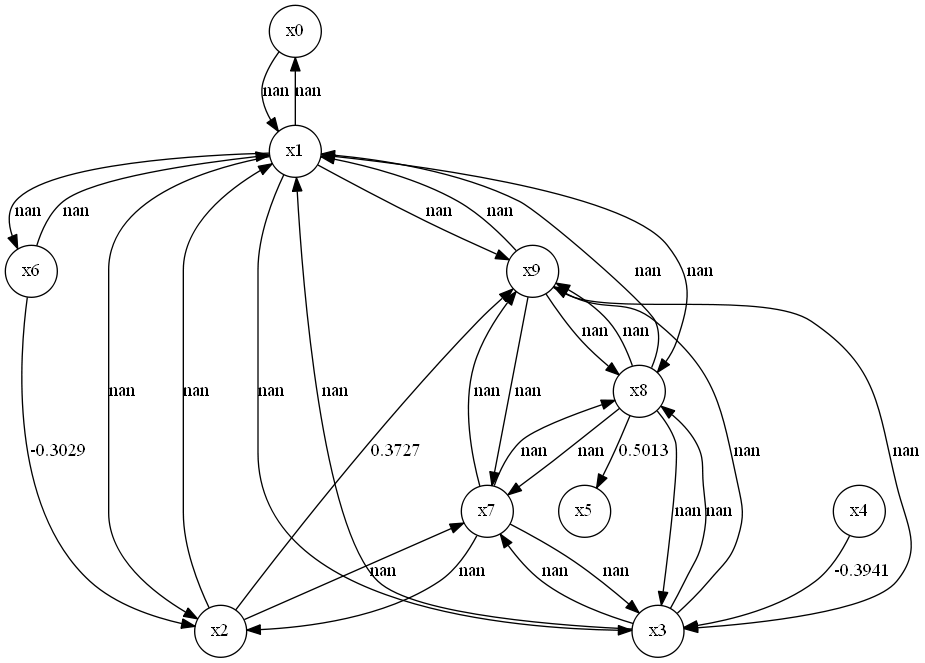 x0
nan nan
x1
nan nan nan nan
x6 x9 nan nan
nan nan
nan nan nan nan x8 nan nan
-0.3029 0.3727 nan nan 0.5013 nan nan
x7 x5 nan nan x4
nan nan nan nan -0.3941
x2 x3